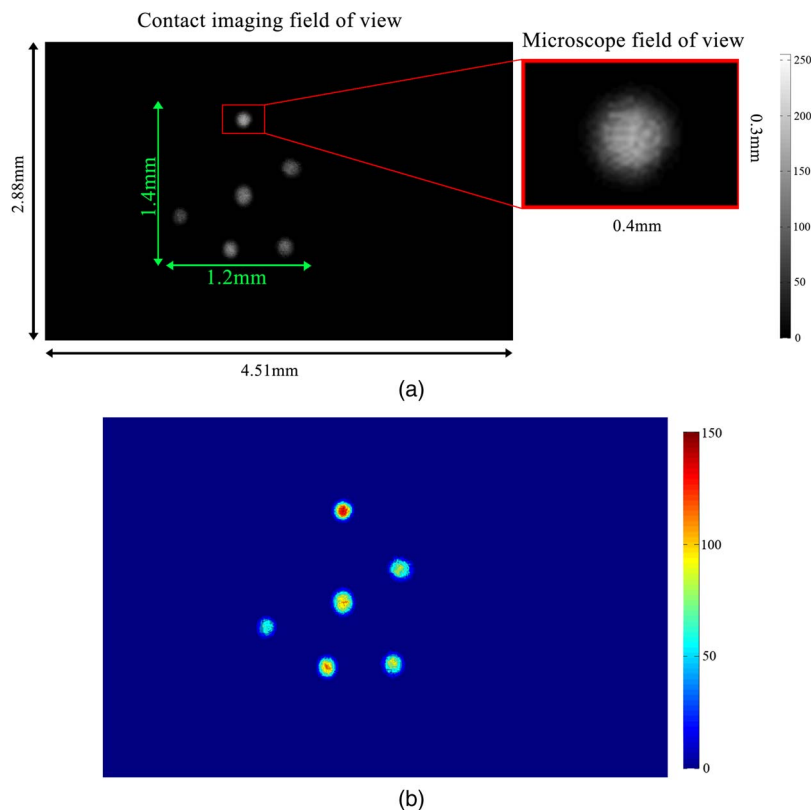 Contact imaging field of view
Microscope field of view
2.88mm
1.4mm
1.2mm
4.51mm
0.3mm
0.4mm
250
200
150
100
50
0
(a)
150
100
50
0
(b)